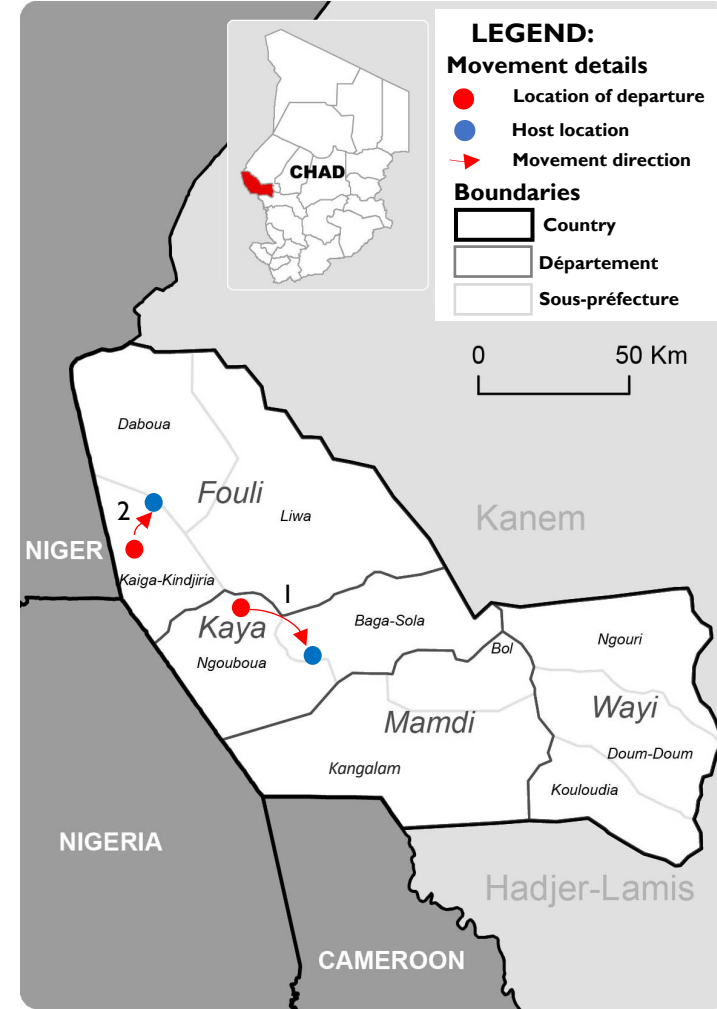 LEGEND:
Movement details
Location of departure
Host location
Movement direction
Boundaries
Country
Département
Sous-préfecture
CHAD
0 50 Km
Daboua
Fouli
Liwa
Kanem
2
NIGER
Kaiga-Kindjiria
1
Kaya
Baga-Sola
Ngouboua
Bol
Ngouri
Wayi
Mamdi
Doum-Doum
Kangalam
Kouloudia
NIGERIA
Hadjer-Lamis
CAMEROON